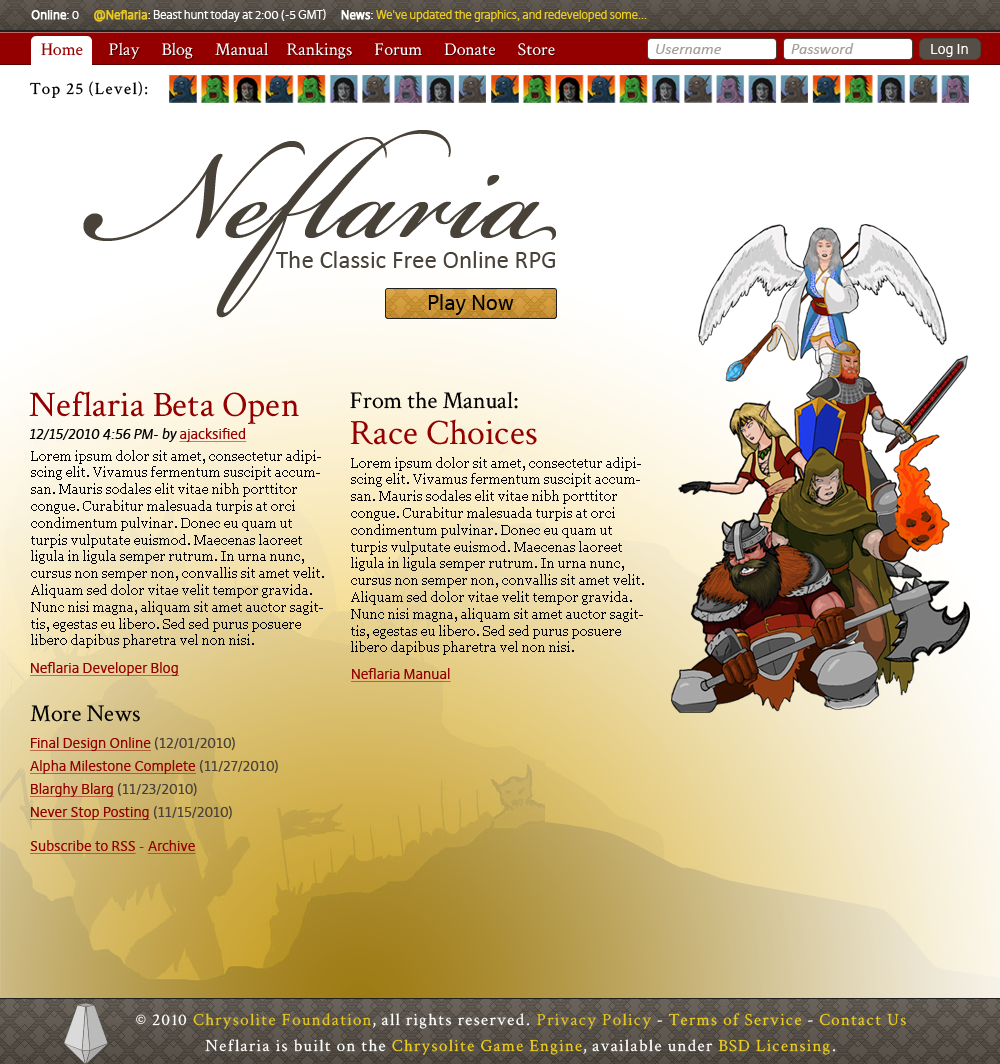 Online: 0 @Neflaria: Beast hunt today at 2:00 (-5 GMT) News: We've updated the graphics, and redeveloped some...
Home Play Blog Manual Rankings Forum Donate Store Username Password Log In
Top 25 (Level):
Neflaria
The Classic Free Online RPG
Play Now
Neflaria Beta Open
12/15/2010 4:56 PM- by ajacksified
Lorem ipsum dolor sit amet, consectetur adipi-
scing elit. Vivamus fermentum suscipit accum-
san. Mauris sodales elit vitae nibh porttitor
congue. Curabitur malesuada turpis at orci
condimentum pulvinar. Donec eu quam ut
turpis vulputate euismod. Maecenas laoreet
ligula in ligula semper rutrum. In urna nunc,
cursus non semper non, convallis sit amet velit.
Aliquam sed dolor vitae velit tempor gravida.
Nunc nisi magna, aliquam sit amet auctor sagit-
tis, egestas eu libero. Sed sed purus posuere
libero dapibus pharetra vel non nisi.
Neflaria Developer Blog
More News
Final Design Online (12/01/2010)
Alpha Milestone Complete (11/27/2010)
Blarghy Blarg (11/23/2010)
Never Stop Posting (11/15/2010)
Subscribe to RSS - Archive
From the Manual:
Race Choices
Lorem ipsum dolor sit amet, consectetur adipi-
scing elit. Vivamus fermentum suscipit accum-
san. Mauris sodales elit vitae nibh porttitor
congue. Curabitur malesuada turpis at orci
condimentum pulvinar. Donec eu quam ut
turpis vulputate euismod. Maecenas laoreet
ligula in ligula semper rutrum. In urna nunc,
cursus non semper non, convallis sit amet velit.
Aliquam sed dolor vitae velit tempor gravida.
Nunc nisi magna, aliquam sit amet auctor sagit-
tis, egestas eu libero. Sed sed purus posuere
libero dapibus pharetra vel non nisi.
Neflaria Manual
© 2010 Chrysolite Foundation, all rights reserved. Privacy Policy - Terms of Service - Contact Us
Neflaria is built on the Chrysolite Game Engine, available under BSD Licensing.